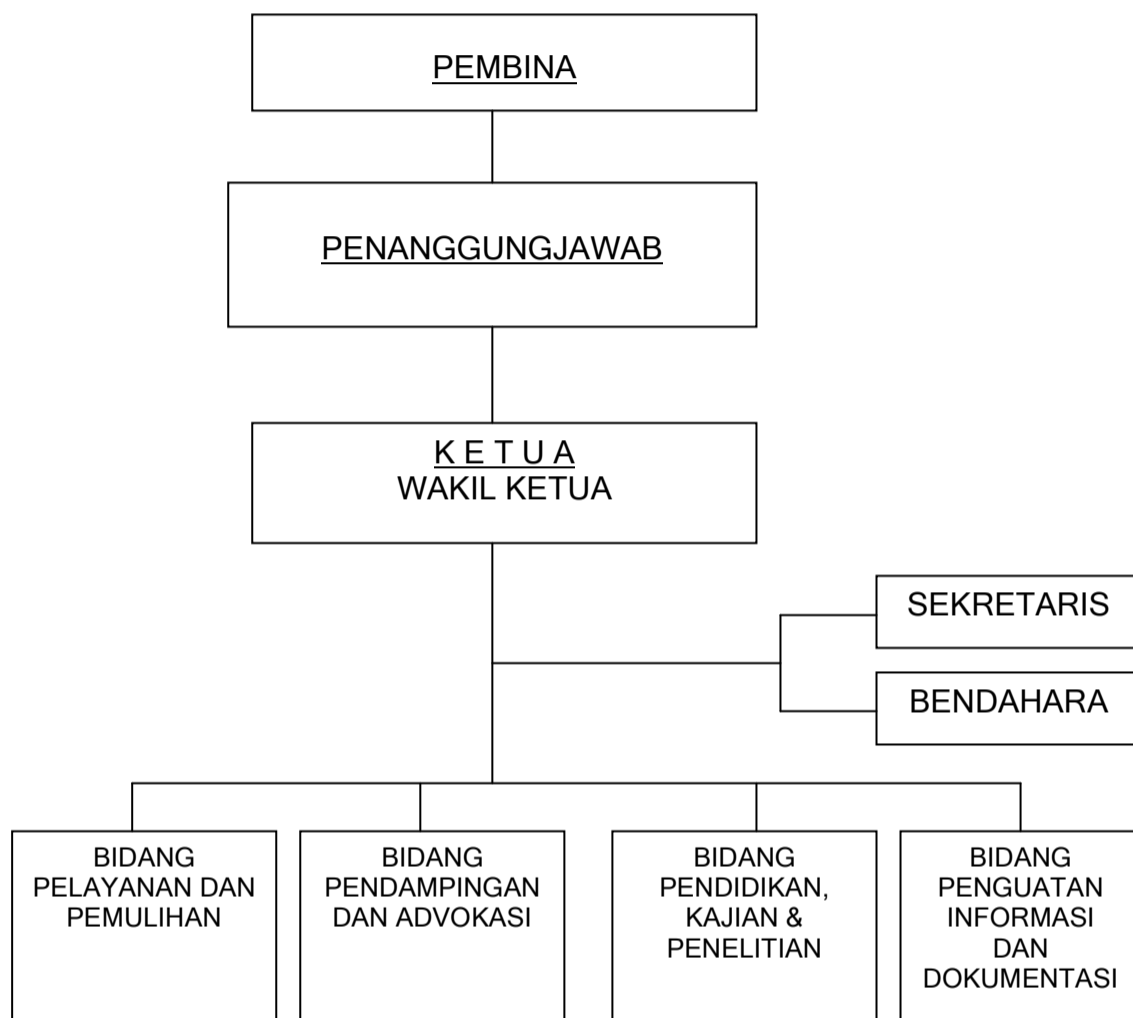 PEMBINA
PENANGGUNGJAWAB
K E T U A
WAKIL KETUA
SEKRETARIS
BENDAHARA
BIDANG
PELAYANAN DAN
PEMULIHAN
BIDANG
PENDAMPINGAN
DAN ADVOKASI
BIDANG
PENDIDIKAN,
KAJIAN &
PENELITIAN
BIDANG
PENGUATAN
INFORMASI
DAN
DOKUMENTASI